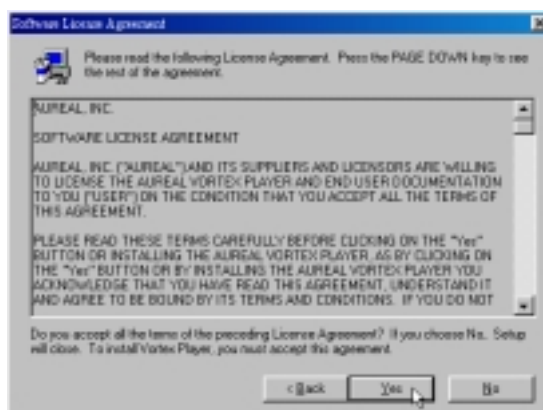 Software License Agreement
Please read the following License Agreement. Press the PAGE DOWN key to see
the rest of the agreement.
AUREAL, INC.
SOFTWARE LICENSE AGREEMENT
AUREAL, INC. ("AUREAL") AND ITS SUPPLIERS AND LICENSORS ARE WILLING
TO LICENSE THE AUREAL VORTEX PLAYER AND END USER DOCUMENTATION
TO YOU ("USER") ON THE CONDITION THAT YOU ACCEPT ALL THE TERMS OF
THIS AGREEMENT.
PLEASE READ THESE TERMS CAREFULLY BEFORE CLICKING ON THE "Yes"
BUTTON OR INSTALLING THE AUREAL VORTEX PLAYER, AS BY CLICKING ON
THE "Yes" BUTTON OR BY INSTALLING THE AUREAL VORTEX PLAYER YOU
ACKNOWLEDGE THAT YOU HAVE READ THIS AGREEMENT, UNDERSTAND IT
AND AGREE TO BE BOUND BY ITS TERMS AND CONDITIONS. IF YOU DO NOT
Do you accept all the terms of the preceding License Agreement? If you choose No, Setup
will close. To install Vortex Player, you must accept this agreement.
< Back
Yes
No